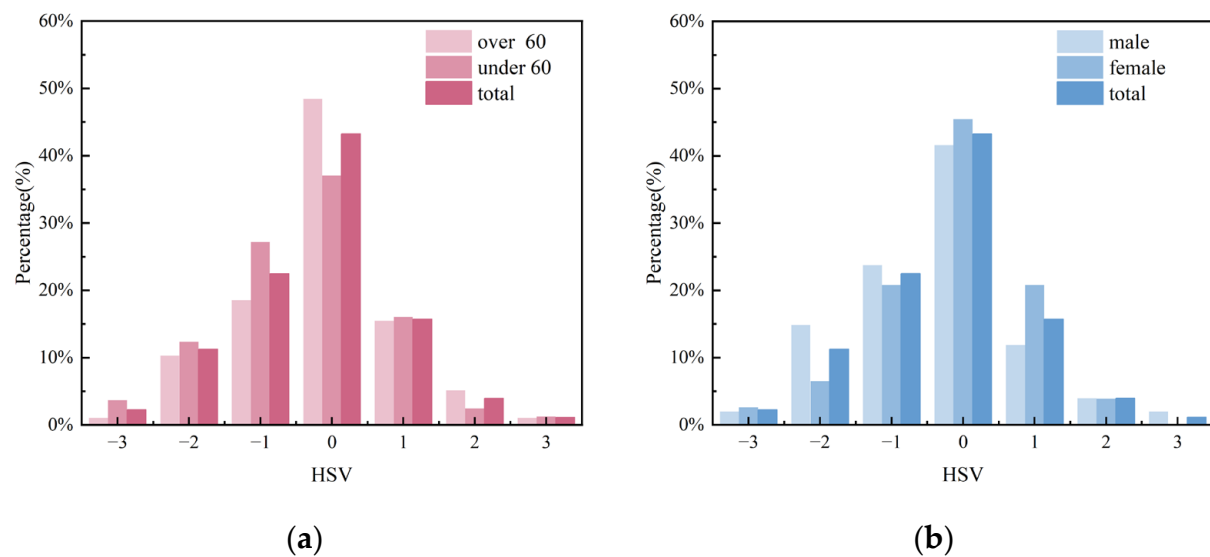 60%
50%
40%
30%
20%
10%
0%
Percentage(%)
over 60
under 60
total
−3 −2 −1 0 1 2 3
HSV
(a)
60%
50%
40%
30%
20%
10%
0%
Percentage(%)
male
female
total
−3 −2 −1 0 1 2 3
HSV
(b)